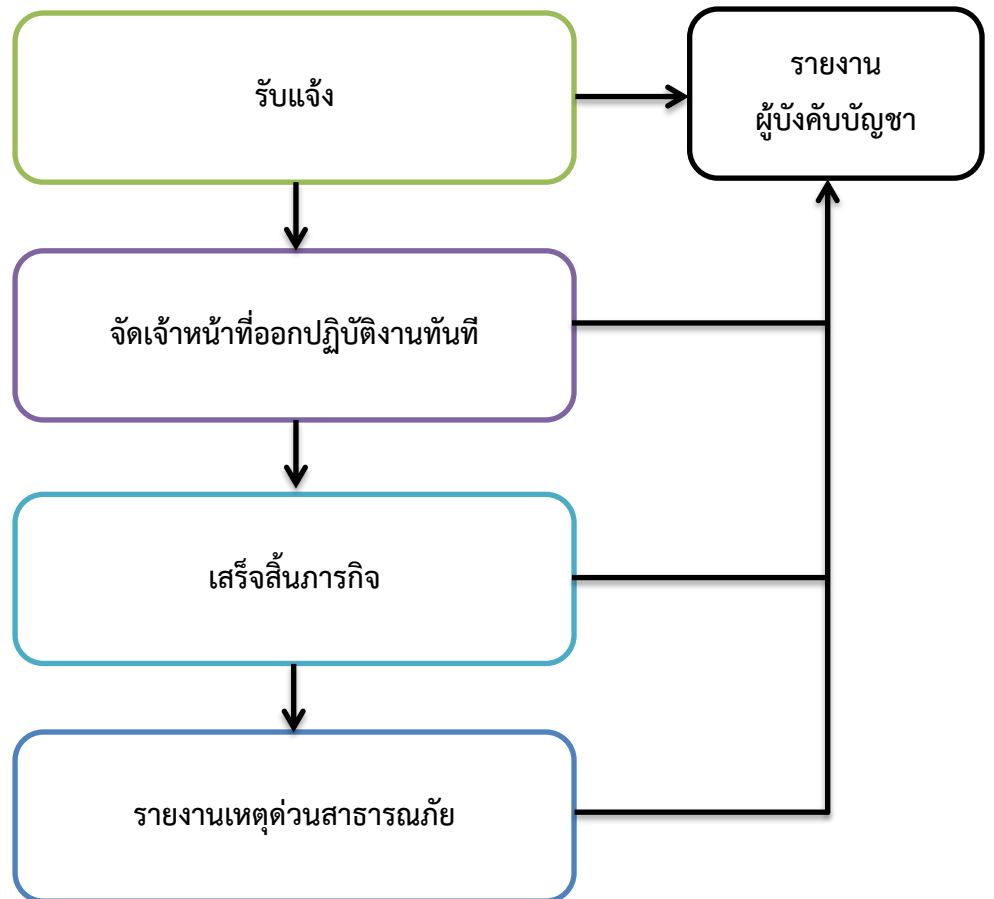 รับแจ้ง
รายงาน
ผู้บังคับบัญชา
จัดเจ้าหน้าที่ออกปฏิบัติงานทันที
เสร็จสิ้นภารกิจ
รายงานเหตุด่วนสาธารณภัย